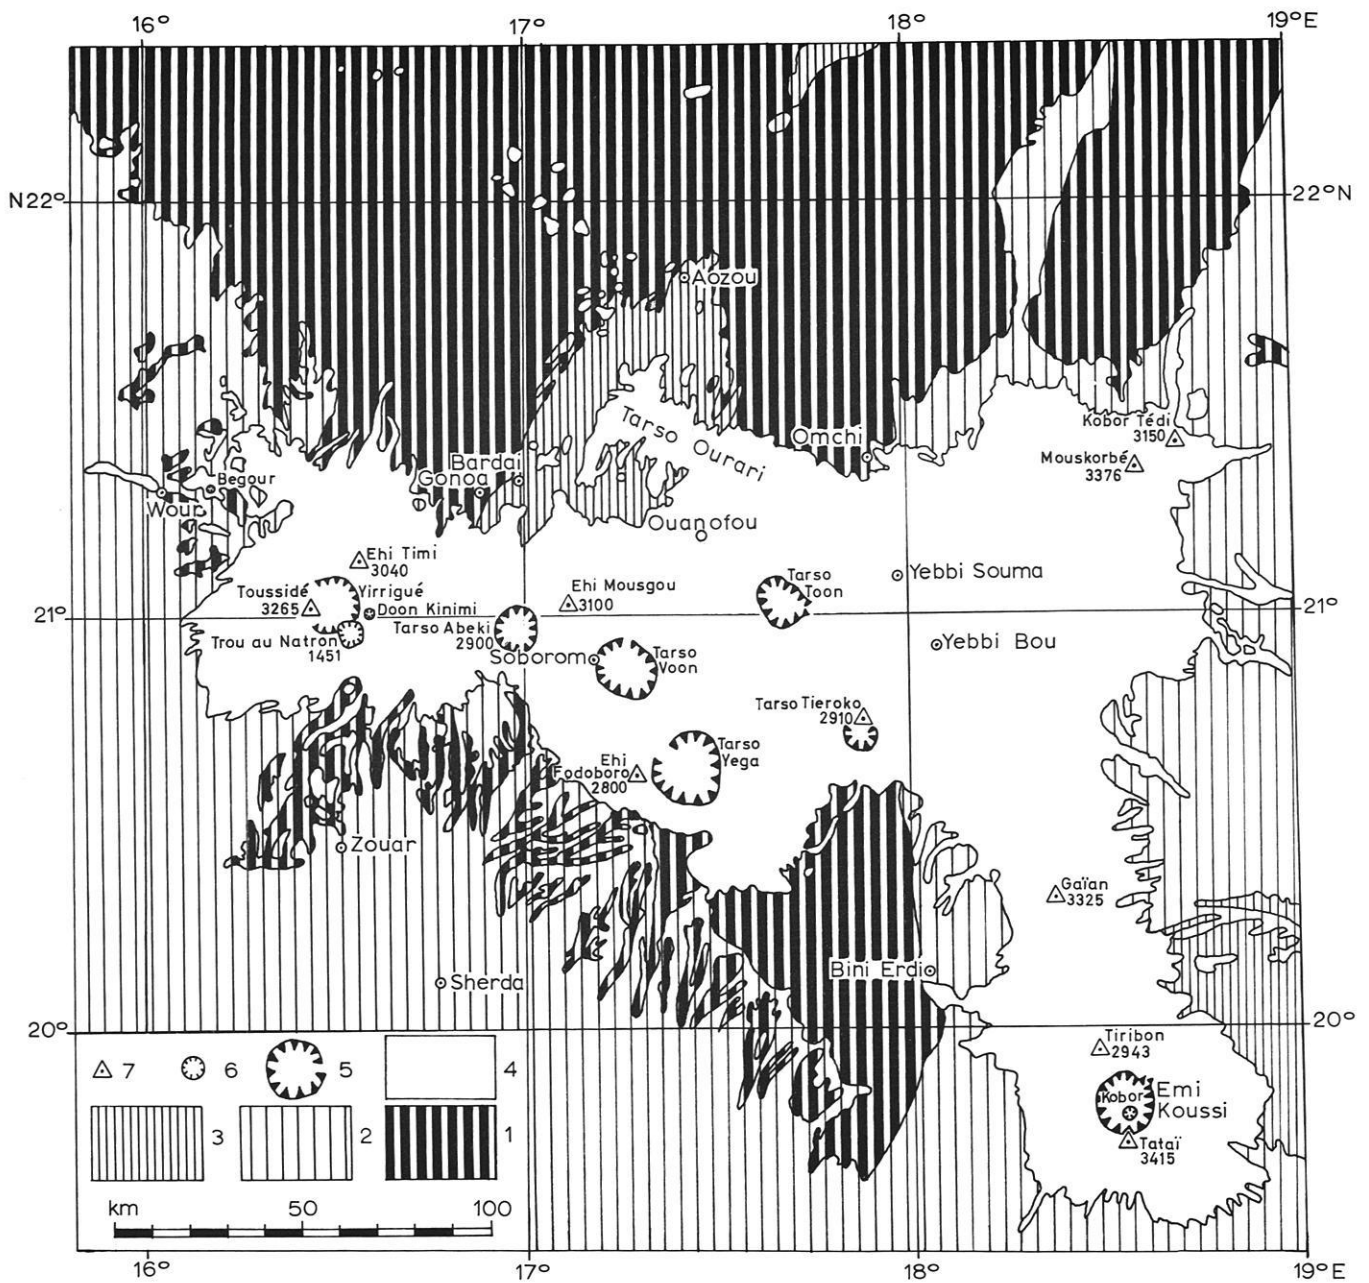 16°
17°
18°
19°E
N22°
22°N
Aozou
Tarso Ourari
Omchi
Kobor Tédi
3150
Mouskorbé
3376
Bardai
Gonoa
Begour
Wour
Ouanofou
Ehi Timi
3040
Yebbi Souma
Tarso
Toon
Ehi Mousgou
3100
Toussidé
3265
Yirrigué
Doon Kinimi
21°
21°
Tarso Abeki
2900
Trou au Natron
1451
Soborom
Tarso
Voon
Yebbi Bou
Tarso Tieroko
2910
Tarso
Yega
Ehi
Fodoboro
2800
Zouar
Gaïan
3325
Bini Erdi
Sherda
20°
20°
Tiribon
2943
Kobor
Emi
Koussi
Tataï
3415
7
6
5
4
3
2
1
km
50
100
16°
17°
18°
19°E